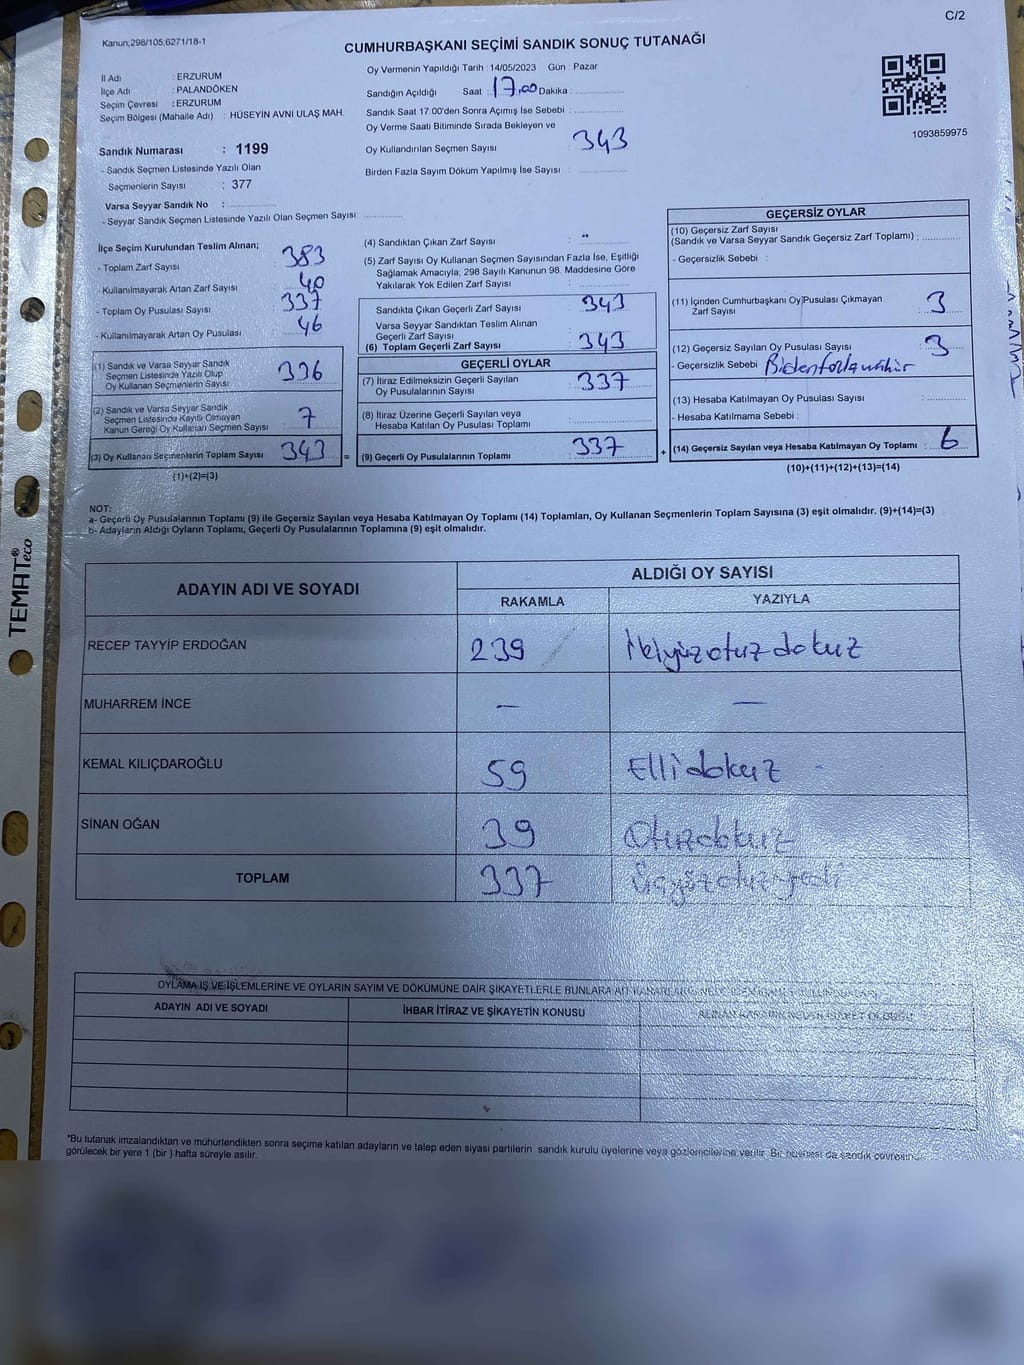 C/2
Kanun;298/105;6271/18-1
CUMHURBAŞKANI SEÇİMİ SANDIK SONUÇ TUTANAĞI
İl Adı : ERZURUM
İlçe Adı : PALANDÖKEN
Seçim Çevresi : ERZURUM
Seçim Bölgesi (Mahalle Adı) : HÜSEYİN AVNİ ULAŞ MAH.
Oy Vermenin Yapıldığı Tarih : 14/05/2023 Gün : Pazar
Sandığın Açıldığı Saat : 17.00 Dakika :
Sandık Saat 17:00'den Sonra Açımış İse Sebebi :
Oy Verme Saati Bitiminde Sırada Bekleyen ve
Oy Kullandırılan Seçmen Sayısı : 343
Birden Fazla Sayım Döküm Yapılmış İse Sayısı :
1093859975
Sandık Numarası : 1199
- Sandık Seçmen Listesinde Yazılı Olan
Seçmenlerin Sayısı : 377
Varsa Seyyar Sandık No :
- Seyyar Sandık Seçmen Listesinde Yazılı Olan Seçmen Sayısı:
İlçe Seçim Kurulundan Teslim Alınan;
- Toplam Zarf Sayısı : 383
- Kullanılmayarak Artan Zarf Sayısı : 40
- Toplam Oy Pusulası Sayısı : 337
- Kullanılmayarak Artan Oy Pusulası : 46
(1) Sandık ve Varsa Seyyar Sandık
Seçmen Listesinde Yazılı Olup
Oy Kullanan Seçmenlerin Sayısı : 336
(2) Sandık ve Varsa Seyyar Sandık
Seçmen Listesinde Kayıtlı Olmayan
Kanun Gereği Oy Kullanan Seçmen Sayısı : 7
(3) Oy Kullanan Seçmenlerin Toplam Sayısı : 343 =
(1)+(2)=(3)
(4) Sandıktan Çıkan Zarf Sayısı :
(5) Zarf Sayısı Oy Kullanan Seçmen Sayısından Fazla İse, Eşitliği
Sağlamak Amacıyla; 298 Sayılı Kanunun 98. Maddesine Göre
Yakılarak Yok Edilen Zarf Sayısı :
Sandıkta Çıkan Geçerli Zarf Sayısı : 343
Varsa Seyyar Sandıktan Teslim Alınan
Geçerli Zarf Sayısı :
(6) Toplam Geçerli Zarf Sayısı : 343
GEÇERLİ OYLAR
(7) İtiraz Edilmeksizin Geçerli Sayılan
Oy Pusulalarının Sayısı : 337
(8) İtiraz Üzerine Geçerli Sayılan veya
Hesaba Katılan Oy Pusulası Toplamı :
(9) Geçerli Oy Pusulalarının Toplamı : 337 +
GEÇERSİZ OYLAR
(10) Geçersiz Zarf Sayısı
(Sandık ve Varsa Seyyar Sandık Geçersiz Zarf Toplamı) :
- Geçersizlik Sebebi :
(11) İçinden Cumhurbaşkanı Oy Pusulası Çıkmayan
Zarf Sayısı : 3
(12) Geçersiz Sayılan Oy Pusulası Sayısı : 3
- Geçersizlik Sebebi : Birden fazla mühür
(13) Hesaba Katılmayan Oy Pusulası Sayısı :
- Hesaba Katılmama Sebebi :
(14) Geçersiz Sayılan veya Hesaba Katılmayan Oy Toplamı : 6
(10)+(11)+(12)+(13)=(14)
NOT:
a- Geçerli Oy Pusulalarının Toplamı (9) ile Geçersiz Sayılan veya Hesaba Katılmayan Oy Toplamı (14) Toplamları, Oy Kullanan Seçmenlerin Toplam Sayısına (3) eşit olmalıdır. (9)+(14)=(3)
b- Adayların Aldığı Oyların Toplamı, Geçerli Oy Pusulalarının Toplamına (9) eşit olmalıdır.
TEMAT® eco
ADAYIN ADI VE SOYADI
ALDIĞI OY SAYISI
RAKAMLA YAZIYLA
RECEP TAYYİP ERDOĞAN 239 İkiyüzotuz dokuz
MUHARREM İNCE — —
KEMAL KILIÇDAROĞLU 59 Elli dokuz
SİNAN OĞAN 39 Otuzdokuz
TOPLAM 337 Üçyüzotuzyedi
OYLAMA İŞ VE İŞLEMLERİNE VE OYLARIN SAYIM VE DÖKÜMÜNE DAİR ŞİKAYETLERLE BUNLARA AİT KARARLAR
ADAYIN ADI VE SOYADI
İHBAR İTİRAZ VE ŞİKAYETİN KONUSU
*Bu tutanak imzalandıktan ve mühürlendikten sonra seçime katılan adayların ve talep eden siyasi partilerin sandık kurulu üyelerine veya gözlemcilerine verilir. Bir nüshası da sandık çevresinde
görülecek bir yere 1 (bir ) hafta süreyle asılır.